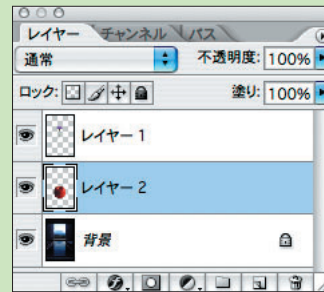 レイヤー チャンネル パス
通常 不透明度: 100%
ロック: 塗り: 100%
レイヤー 1
レイヤー 2
背景